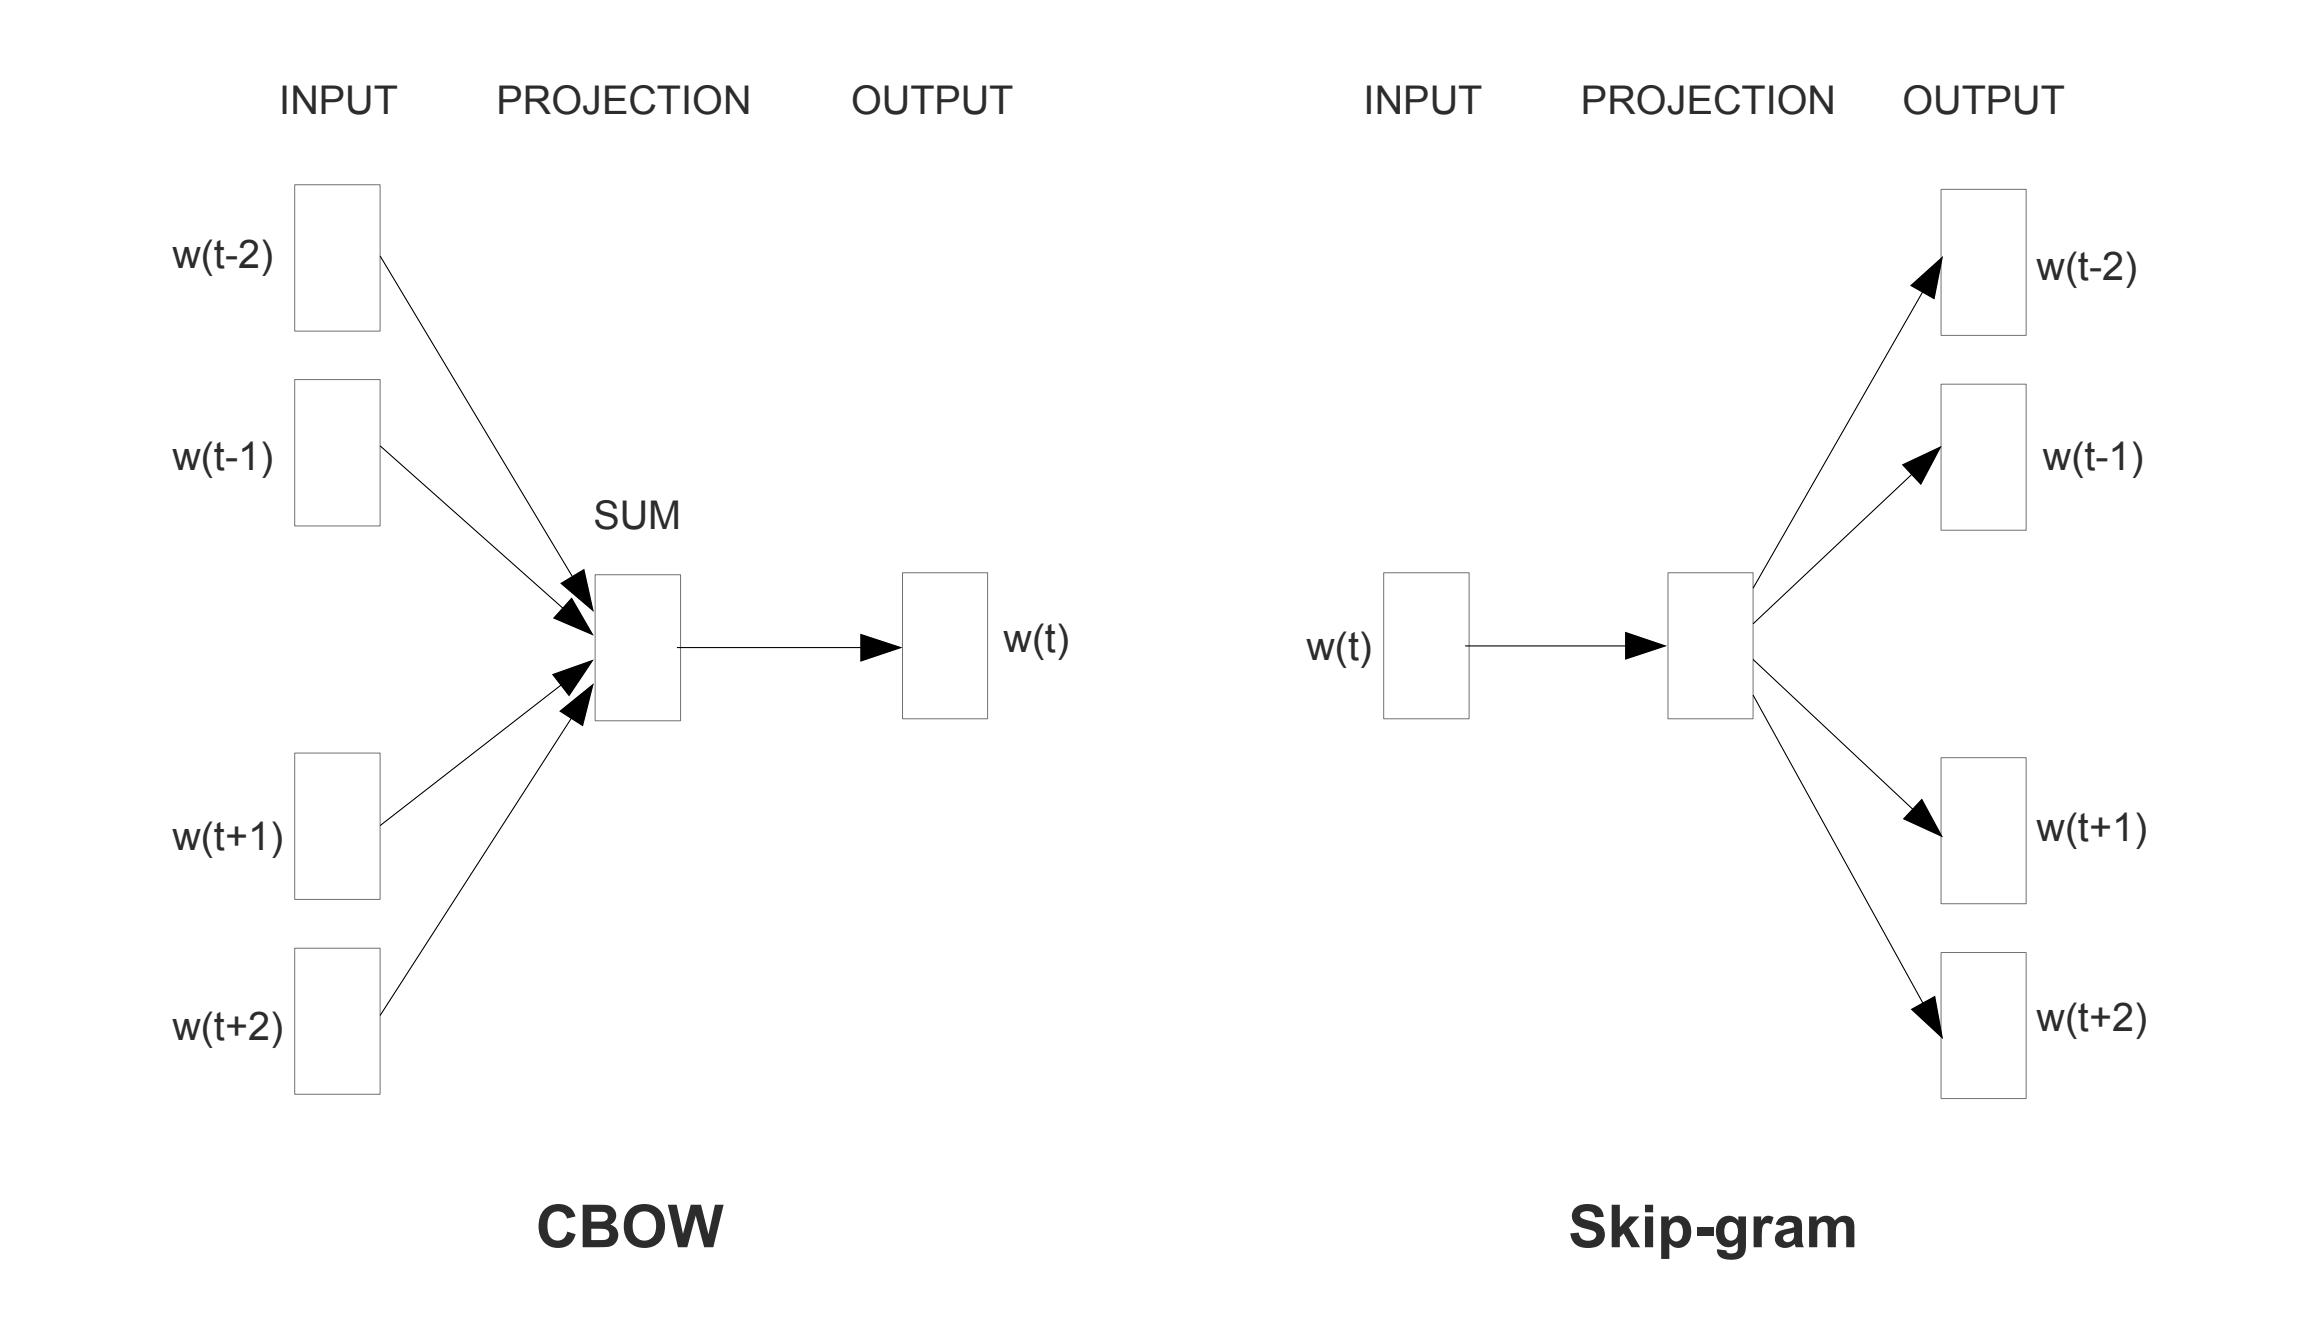 INPUT PROJECTION OUTPUT
w(t-2)
w(t-1)
SUM
w(t)
w(t+1)
w(t+2)
CBOW
INPUT PROJECTION OUTPUT
w(t-2)
w(t-1)
w(t)
w(t+1)
w(t+2)
Skip-gram